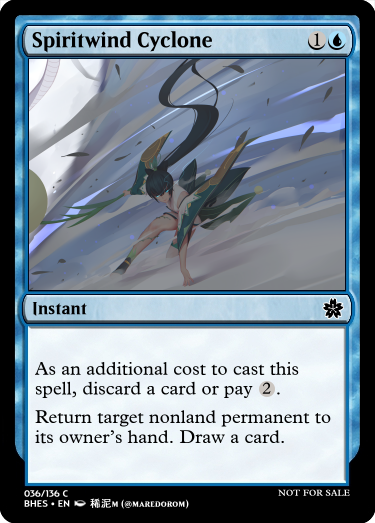 Spiritwind Cyclone 1
Instant
As an additional cost to cast this
spell, discard a card or pay 2.
Return target nonland permanent to
its owner's hand. Draw a card.
036/136 C NOT FOR SALE
BHES • EN 稀泥M (@MAREDOROM)